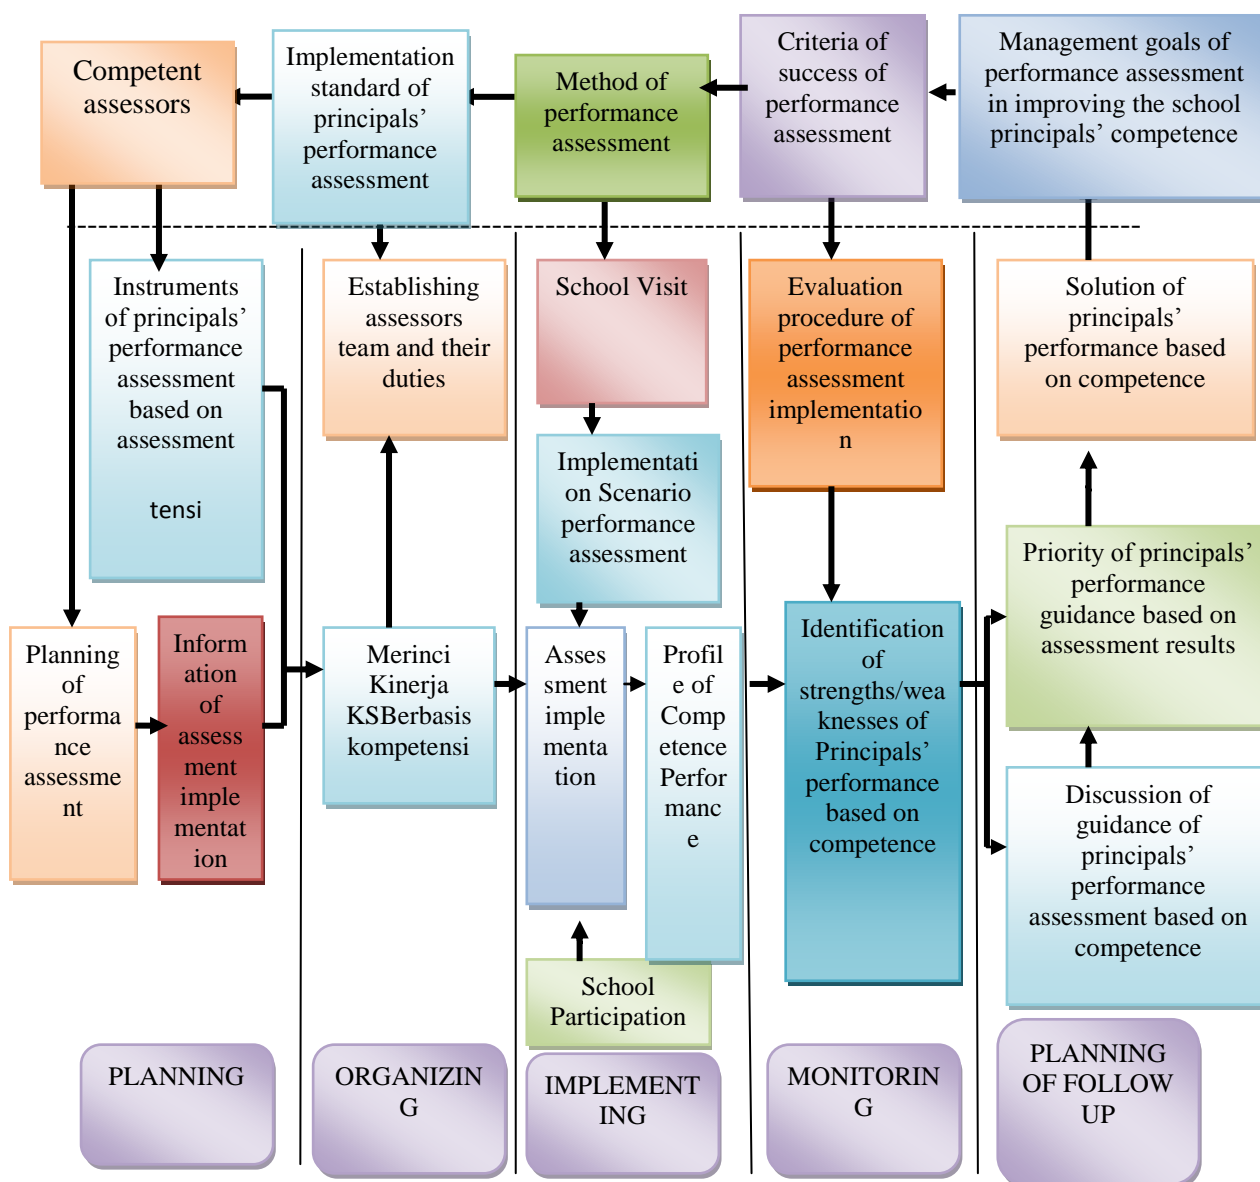 Competent
assessors
Implementation
standard of
principals’
performance
assessment
Method of
performance
assessment
Criteria of
success of
performance
assessment
Management goals of
performance assessment
in improving the school
principals’ competence
Instruments
of principals’
performance
assessment
based on
assessment
tensi
Establishing
assessors
team and their
duties
School Visit
Evaluation
procedure of
performance
assessment
implementatio
n
Solution of
principals’
performance based
on competence
Implementati
on Scenario
performance
assessment
Priority of principals’
performance
guidance based on
assessment results
Planning
of
performa
nce
assessme
nt
Inform
ation
of
assess
ment
imple
mentat
ion
Merinci
Kinerja
KSBerbasis
kompetensi
Asses
sment
imple
menta
tion
Profil
e of
Comp
etence
Perfor
manc
e
Identification
of
strengths/wea
knesses of
Principals’
performance
based on
competence
Discussion of
guidance of
principals’
performance
assessment based on
competence
School
Participation
PLANNING
ORGANIZIN
G
IMPLEMENT
ING
MONITORIN
G
PLANNING
OF FOLLOW
UP